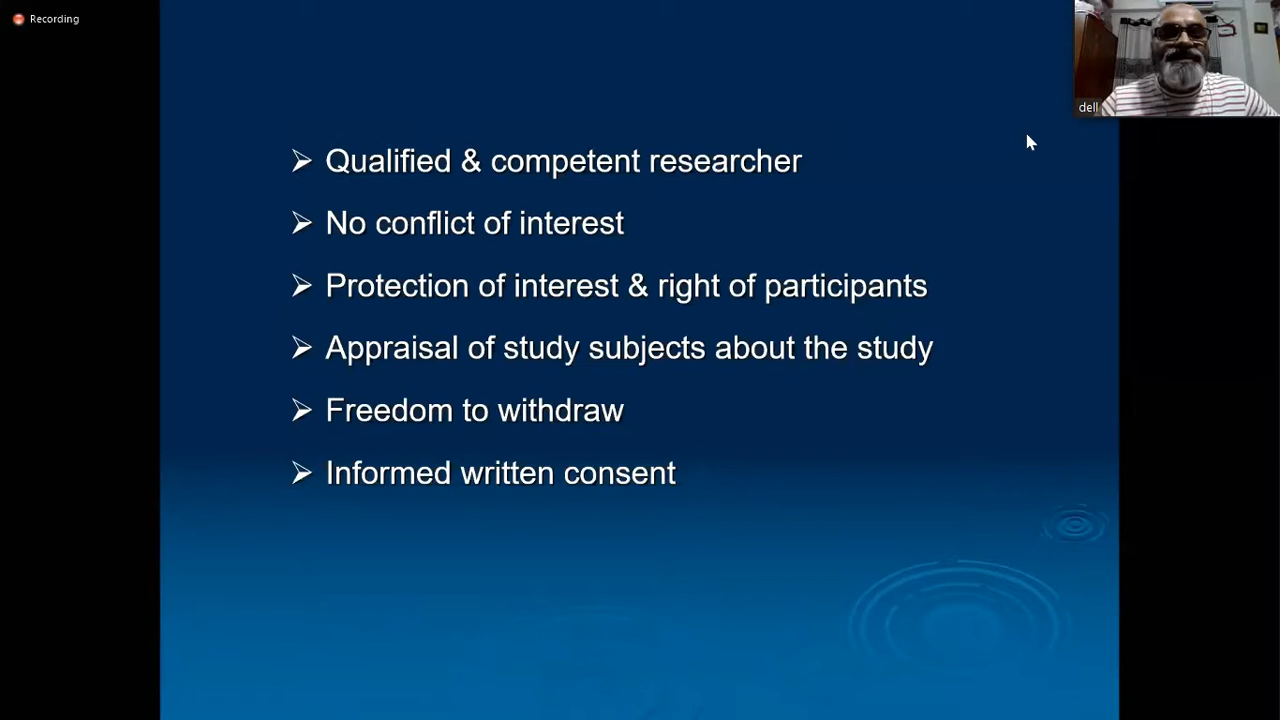 Recording
dell
Qualified & competent researcher
No conflict of interest
Protection of interest & right of participants
Appraisal of study subjects about the study
Freedom to withdraw
Informed written consent